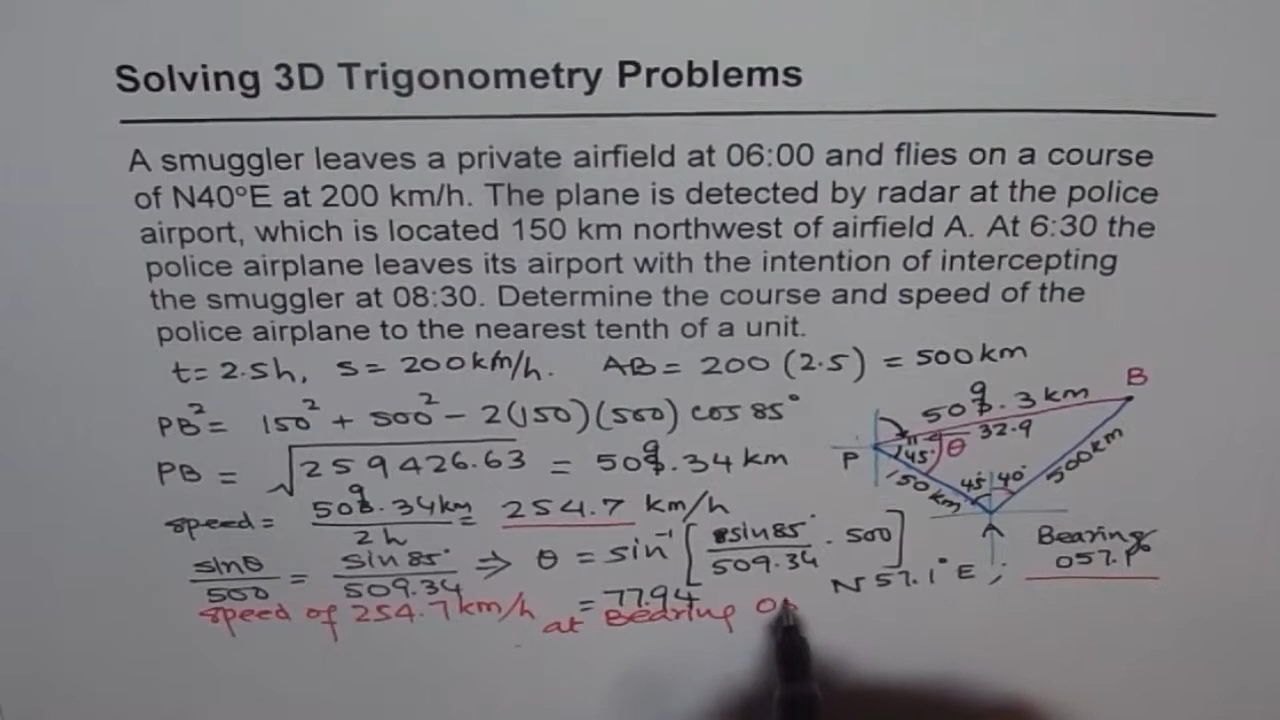 Solving 3D Trigonometry Problems
A smuggler leaves a private airfield at 06:00 and flies on a course
of N40°E at 200 km/h. The plane is detected by radar at the police
airport, which is located 150 km northwest of airfield A. At 6:30 the
police airplane leaves its airport with the intention of intercepting
the smuggler at 08:30. Determine the course and speed of the
police airplane to the nearest tenth of a unit.
t = 2.5h, s = 200 km/h. AB = 200 (2.5) = 500 km
PB² = 150² + 500² - 2(150)(500) cos 85°
PB = √259426.63 = 509.34 km
speed = 509.34 km / 2 h = 254.7 km/h
sinθ / 500 = sin 85° / 509.34 ⇒ θ = sin⁻¹ [ sin 85° / 509.34 . 500 ]
= 77.94
speed of 254.7 km/h at Bearing
B
509.3 km
32.9
45° θ
P
150 km
45° 40°
500 km
A
N 57.1° E ;
Bearing
057.1°